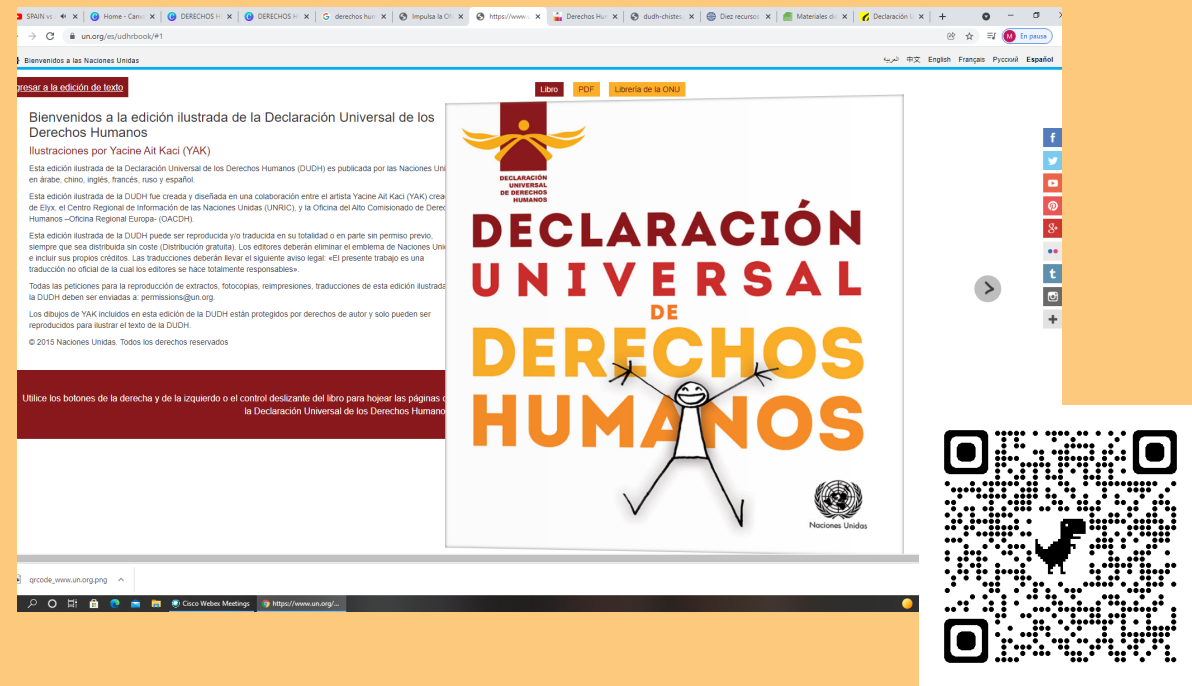 SPAIN vs
Home - Can
DERECHOS H
DERECHOS H
derechos hum
Impulsa la Ofi
https://www.u
Derechos Hum
dudh-chistes.
Diez recursos
Materiales di
Declaración U
un.org/es/udhrbook/#1
M En pausa
Bienvenidos a las Naciones Unidas
العربية 中文 English Français Русский Español
gresar a la edición de texto
Libro PDF Librería de la ONU
Bienvenidos a la edición ilustrada de la Declaración Universal de los
Derechos Humanos
Ilustraciones por Yacine Ait Kaci (YAK)
Esta edición ilustrada de la Declaración Universal de los Derechos Humanos (DUDH) es publicada por las Naciones Uni
en árabe, chino, inglés, francés, ruso y español.
Esta edición ilustrada de la DUDH fue creada y diseñada en una colaboración entre el artista Yacine Ait Kaci (YAK) crea
de Elyx, el Centro Regional de Información de las Naciones Unidas (UNRIC), y la Oficina del Alto Comisionado de Derec
Humanos –Oficina Regional Europa- (OACDH).
Esta edición ilustrada de la DUDH puede ser reproducida y/o traducida en su totalidad o en parte sin permiso previo,
siempre que sea distribuida sin coste (Distribución gratuita). Los editores deberán eliminar el emblema de Naciones Uni
e incluir sus propios créditos. Las traducciones deberán llevar el siguiente aviso legal: «El presente trabajo es una
traducción no oficial de la cual los editores se hace totalmente responsables».
Todas las peticiones para la reproducción de extractos, fotocopias, reimpresiones, traducciones de esta edición ilustrada
la DUDH deben ser enviadas a: permissions@un.org.
Los dibujos de YAK incluidos en esta edición de la DUDH están protegidos por derechos de autor y solo pueden ser
reproducidos para ilustrar el texto de la DUDH.
© 2015 Naciones Unidas. Todos los derechos reservados
Utilice los botones de la derecha y de la izquierdo o el control deslizante del libro para hojear las páginas
la Declaración Universal de los Derechos Humano
DECLARACIÓN
UNIVERSAL
DE DERECHOS
HUMANOS
DECLARACIÓN
UNIVERSAL
DE
DERECHOS
HUMANOS
Naciones Unidas
qrcode_www.un.org.png
Cisco Webex Meetings
https://www.un.org/...